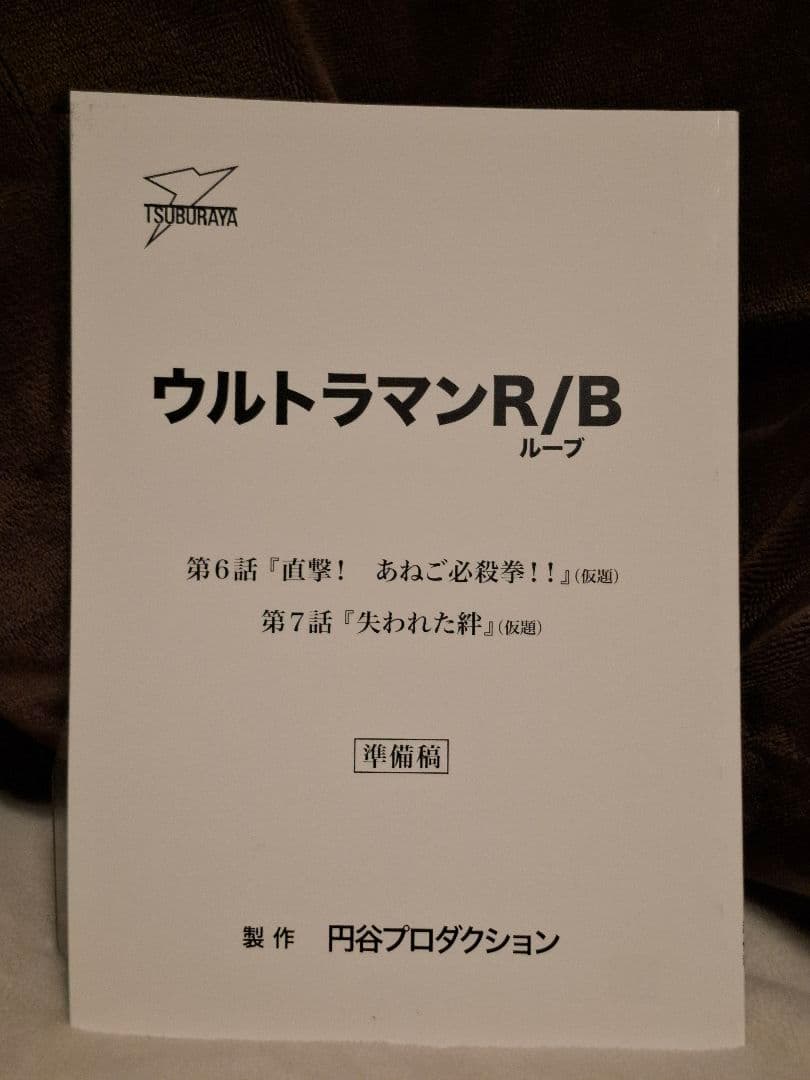 TSUBURAYA
ウルトラマンR/B
ルーブ
第6話『直撃!　あねご必殺拳!!』(仮題)
第7話『失われた絆』(仮題)
準備稿
製作　円谷プロダクション